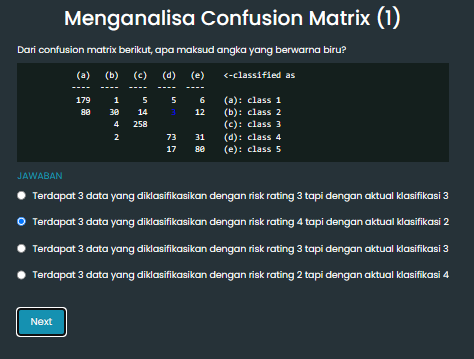 Menganalisa Confusion Matrix (1)
Dari confusion matrix berikut, apa maksud angka yang berwarna biru?
(a) (b) (c) (d) (e) <-classified as
---- ---- ---- ---- ----
179 1 5 5 6 (a): class 1
80 30 14 12 (b): class 2
4 258 (c): class 3
2 73 31 (d): class 4
17 80 (e): class 5
JAWABAN
Terdapat 3 data yang diklasifikasikan dengan risk rating 3 tapi dengan aktual klasifikasi 3
Terdapat 3 data yang diklasifikasikan dengan risk rating 4 tapi dengan aktual klasifikasi 2
Terdapat 3 data yang diklasifikasikan dengan risk rating 3 tapi dengan aktual klasifikasi 3
Terdapat 3 data yang diklasifikasikan dengan risk rating 2 tapi dengan aktual klasifikasi 4
Next